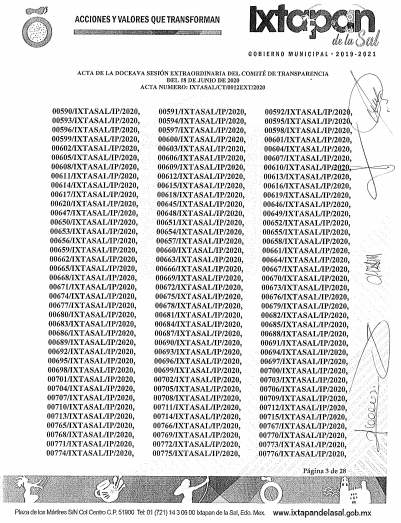 ACCIONES Y VALORES QUE TRANSFORMAN
Ixtapan
de la Sal
GOBIERNO MUNICIPAL • 2019-2021
ACTA DE LA DOCEAVA SESIÓN EXTRAORDINARIA DEL COMITÉ DE TRANSPARENCIA
DEL 18 DE JUNIO DE 2020
ACTA NUMERO: IXTASAL/CT/0012EXT/2020
00590/IXTASAL/IP/2020, 00591/IXTASAL/IP/2020, 00592/IXTASAL/IP/2020,
00593/IXTASAL/IP/2020, 00594/IXTASAL/IP/2020, 00595/IXTASAL/IP/2020,
00596/IXTASAL/IP/2020, 00597/IXTASAL/IP/2020, 00598/IXTASAL/IP/2020,
00599/IXTASAL/IP/2020, 00600/IXTASAL/IP/2020, 00601/IXTASAL/IP/2020,
00602/IXTASAL/IP/2020, 00603/IXTASAL/IP/2020, 00604/IXTASAL/IP/2020,
00605/IXTASAL/IP/2020, 00606/IXTASAL/IP/2020, 00607/IXTASAL/IP/2020,
00608/IXTASAL/IP/2020, 00609/IXTASAL/IP/2020, 00610/IXTASAL/IP/2020,
00611/IXTASAL/IP/2020, 00612/IXTASAL/IP/2020, 00613/IXTASAL/IP/2020,
00614/IXTASAL/IP/2020, 00615/IXTASAL/IP/2020, 00616/IXTASAL/IP/2020,
00617/IXTASAL/IP/2020, 00618/IXTASAL/IP/2020, 00619/IXTASAL/IP/2020,
00620/IXTASAL/IP/2020, 00645/IXTASAL/IP/2020, 00646/IXTASAL/IP/2020,
00647/IXTASAL/IP/2020, 00648/IXTASAL/IP/2020, 00649/IXTASAL/IP/2020,
00650/IXTASAL/IP/2020, 00651/IXTASAL/IP/2020, 00652/IXTASAL/IP/2020,
00653/IXTASAL/IP/2020, 00654/IXTASAL/IP/2020, 00655/IXTASAL/IP/2020,
00656/IXTASAL/IP/2020, 00657/IXTASAL/IP/2020, 00658/IXTASAL/IP/2020,
00659/IXTASAL/IP/2020, 00660/IXTASAL/IP/2020, 00661/IXTASAL/IP/2020,
00662/IXTASAL/IP/2020, 00663/IXTASAL/IP/2020, 00664/IXTASAL/IP/2020,
00665/IXTASAL/IP/2020, 00666/IXTASAL/IP/2020, 00667/IXTASAL/IP/2020,
00668/IXTASAL/IP/2020, 00669/IXTASAL/IP/2020, 00670/IXTASAL/IP/2020,
00671/IXTASAL/IP/2020, 00672/IXTASAL/IP/2020, 00673/IXTASAL/IP/2020,
00674/IXTASAL/IP/2020, 00675/IXTASAL/IP/2020, 00676/IXTASAL/IP/2020,
00677/IXTASAL/IP/2020, 00678/IXTASAL/IP/2020, 00679/IXTASAL/IP/2020,
00680/IXTASAL/IP/2020, 00681/IXTASAL/IP/2020, 00682/IXTASAL/IP/2020,
00683/IXTASAL/IP/2020, 00684/IXTASAL/IP/2020, 00685/IXTASAL/IP/2020,
00686/IXTASAL/IP/2020, 00687/IXTASAL/IP/2020, 00688/IXTASAL/IP/2020,
00689/IXTASAL/IP/2020, 00690/IXTASAL/IP/2020, 00691/IXTASAL/IP/2020,
00692/IXTASAL/IP/2020, 00693/IXTASAL/IP/2020, 00694/IXTASAL/IP/2020,
00695/IXTASAL/IP/2020, 00696/IXTASAL/IP/2020, 00697/IXTASAL/IP/2020,
00698/IXTASAL/IP/2020, 00699/IXTASAL/IP/2020, 00700/IXTASAL/IP/2020,
00701/IXTASAL/IP/2020, 00702/IXTASAL/IP/2020, 00703/IXTASAL/IP/2020,
00704/IXTASAL/IP/2020, 00705/IXTASAL/IP/2020, 00706/IXTASAL/IP/2020,
00707/IXTASAL/IP/2020, 00708/IXTASAL/IP/2020, 00709/IXTASAL/IP/2020,
00710/IXTASAL/IP/2020, 00711/IXTASAL/IP/2020, 00712/IXTASAL/IP/2020,
00713/IXTASAL/IP/2020, 00714/IXTASAL/IP/2020, 00715/IXTASAL/IP/2020,
00765/IXTASAL/IP/2020, 00766/IXTASAL/IP/2020, 00767/IXTASAL/IP/2020,
00768/IXTASAL/IP/2020, 00769/IXTASAL/IP/2020, 00770/IXTASAL/IP/2020,
00771/IXTASAL/IP/2020, 00772/IXTASAL/IP/2020, 00773/IXTASAL/IP/2020,
00774/IXTASAL/IP/2020, 00775/IXTASAL/IP/2020, 00776/IXTASAL/IP/2020,
Página 3 de 28
Plaza de los Mártires S/N Col Centro C.P. 51900 Tel: 01 (721) 14 3 06 00 Ixtapan de la Sal, Edo. Mex. www.ixtapandelasal.gob.mx